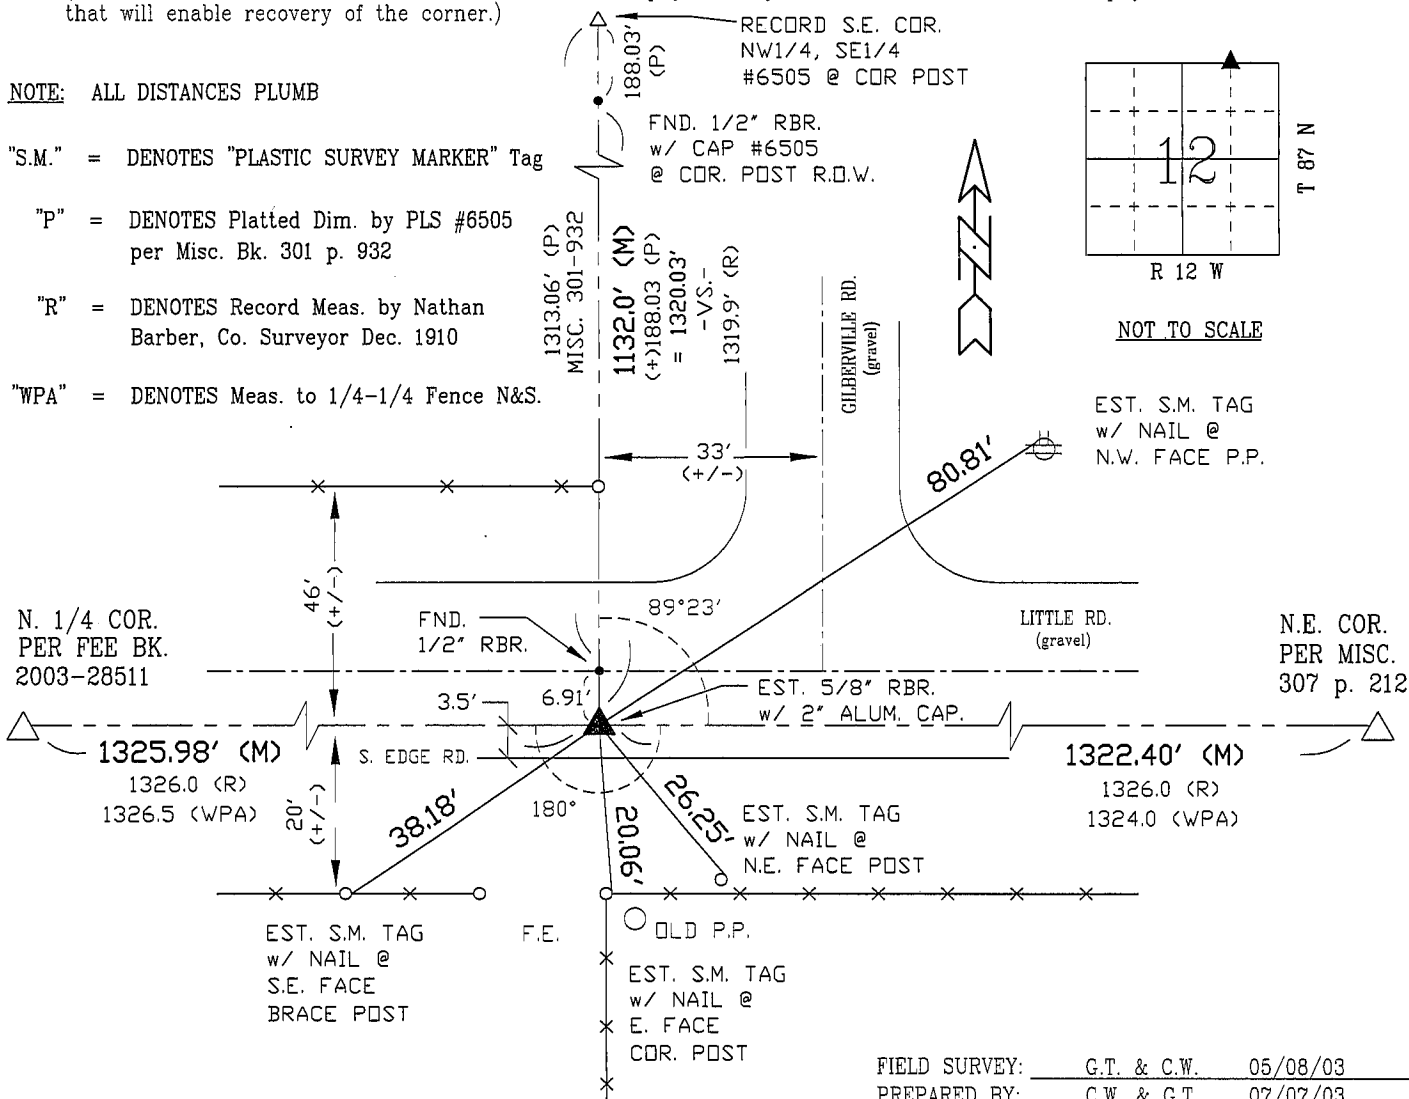 that will enable recovery of the corner.)
NOTE: ALL DISTANCES PLUMB
"S.M." = DENOTES "PLASTIC SURVEY MARKER" Tag
"P" = DENOTES Platted Dim. by PLS #6505
per Misc. Bk. 301 p. 932
"R" = DENOTES Record Meas. by Nathan
Barber, Co. Surveyor Dec. 1910
"WPA" = DENOTES Meas. to 1/4-1/4 Fence N&S.
188.03'
(P)
RECORD S.E. COR.
NW1/4, SE1/4
#6505 @ COR POST
FND. 1/2" RBR.
w/ CAP #6505
@ COR. POST R.O.W.
1313.06' (P)
MISC. 301-932
1132.0' (M)
(+)188.03 (P)
= 1320.03'
-VS.-
1319.9' (R)
GILBERVILLE RD.
(gravel)
N
12
T 87 N
R 12 W
NOT TO SCALE
EST. S.M. TAG
w/ NAIL @
N.W. FACE P.P.
33'
(+/-)
80.81'
46'
(+/-)
89°23'
FND.
1/2" RBR.
LITTLE RD.
(gravel)
N. 1/4 COR.
PER FEE BK.
2003-28511
N.E. COR.
PER MISC.
307 p. 212
3.5'
6.91'
EST. 5/8" RBR.
w/ 2" ALUM. CAP.
1325.98' (M)
1326.0 (R)
1326.5 (WPA)
S. EDGE RD.
1322.40' (M)
1326.0 (R)
1324.0 (WPA)
20'
(+/-)
38.18'
180°
20.06'
26.25'
EST. S.M. TAG
w/ NAIL @
N.E. FACE POST
EST. S.M. TAG
w/ NAIL @
S.E. FACE
BRACE POST
F.E.
OLD P.P.
EST. S.M. TAG
w/ NAIL @
E. FACE
COR. POST
FIELD SURVEY: G.T. & C.W. 05/08/03
PREPARED BY: C.W. & G.T. 07/07/03